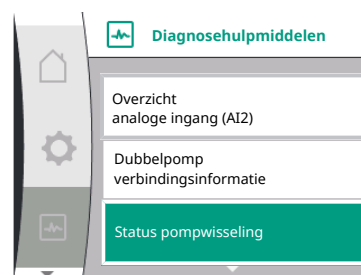 Diagnosehulpmiddelen
Overzicht
analoge ingang (AI2)
Dubbelpomp
verbindingsinformatie
Status pompwisseling